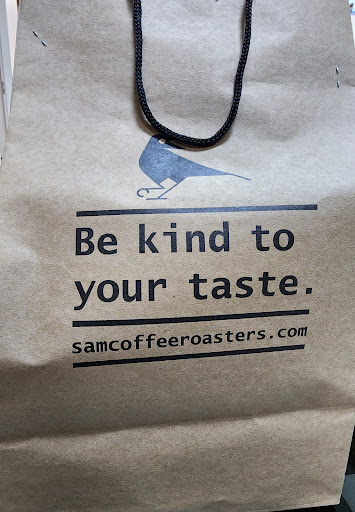 Be kind to
your taste.
samcoffeeroasters.com